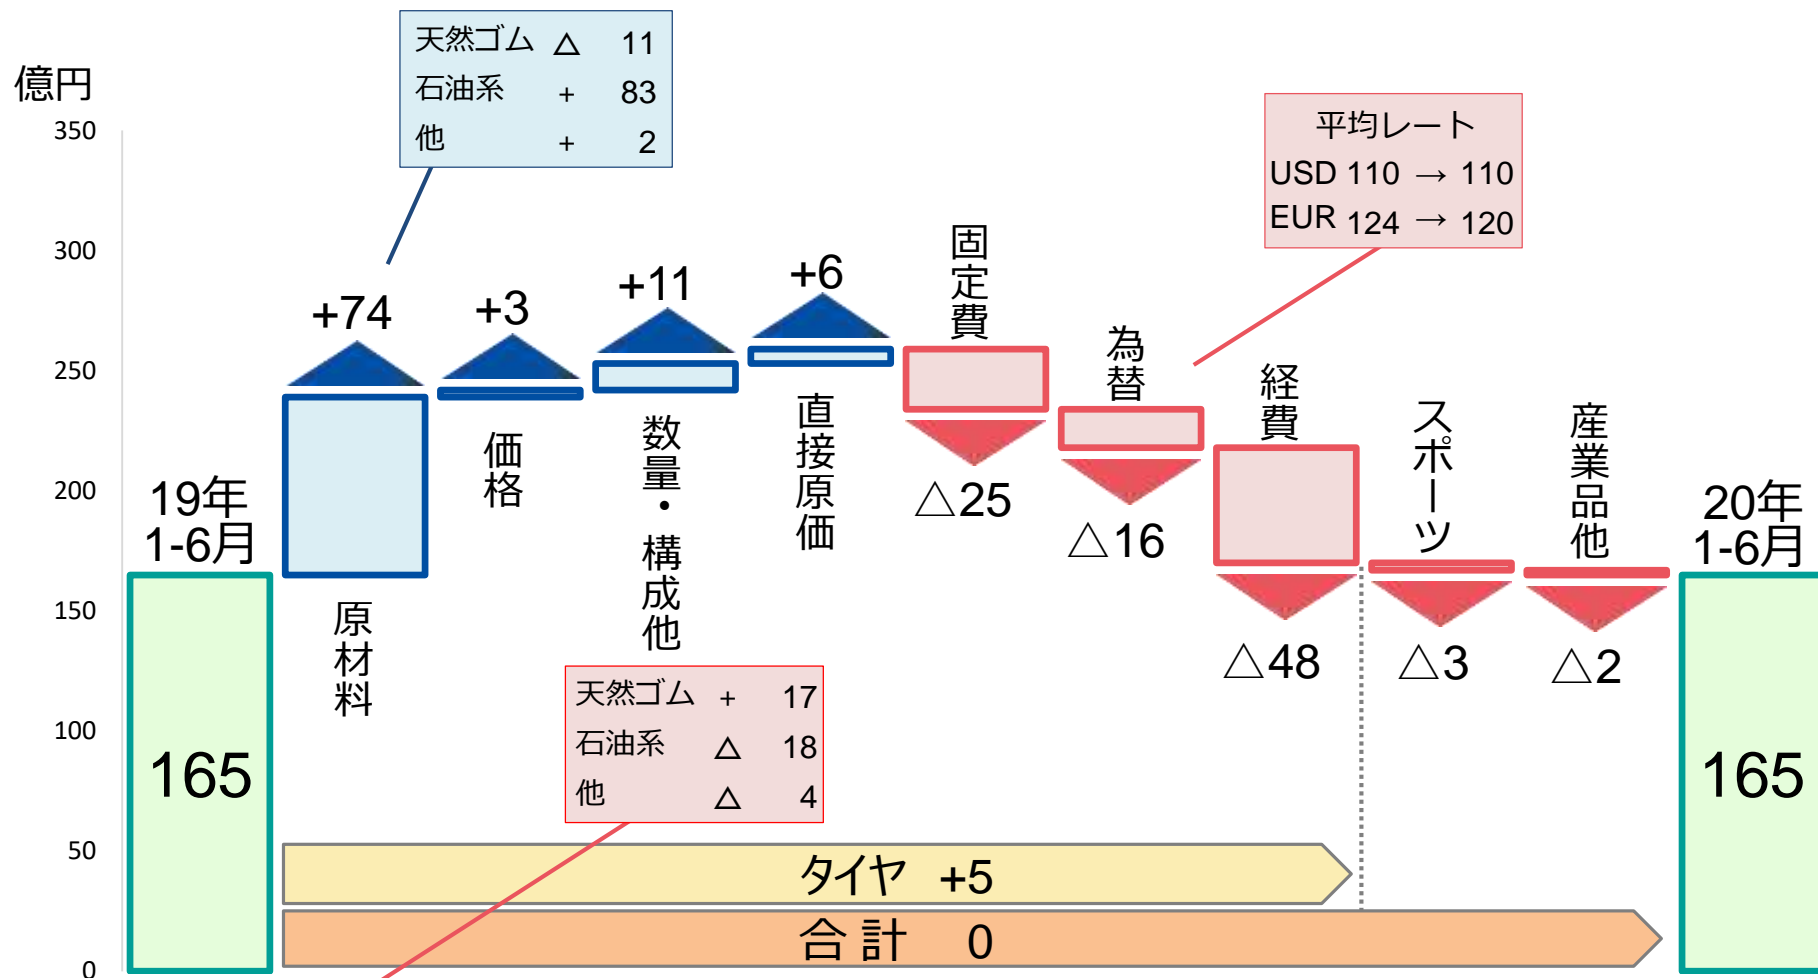 億円
350
300
250
200
150
100
50
0
天然ゴム △ 11
石油系 + 83
他 + 2
平均レート
USD 110 → 110
EUR 124 → 120
19年
1-6月
165
+74
原材料
+3
価格
+11
数量・構成他
+6
直接原価
固定費
△25
為替
△16
経費
△48
スポーツ
△3
産業品他
△2
20年
1-6月
165
天然ゴム + 17
石油系 △ 18
他 △ 4
タイヤ +5
合計 0